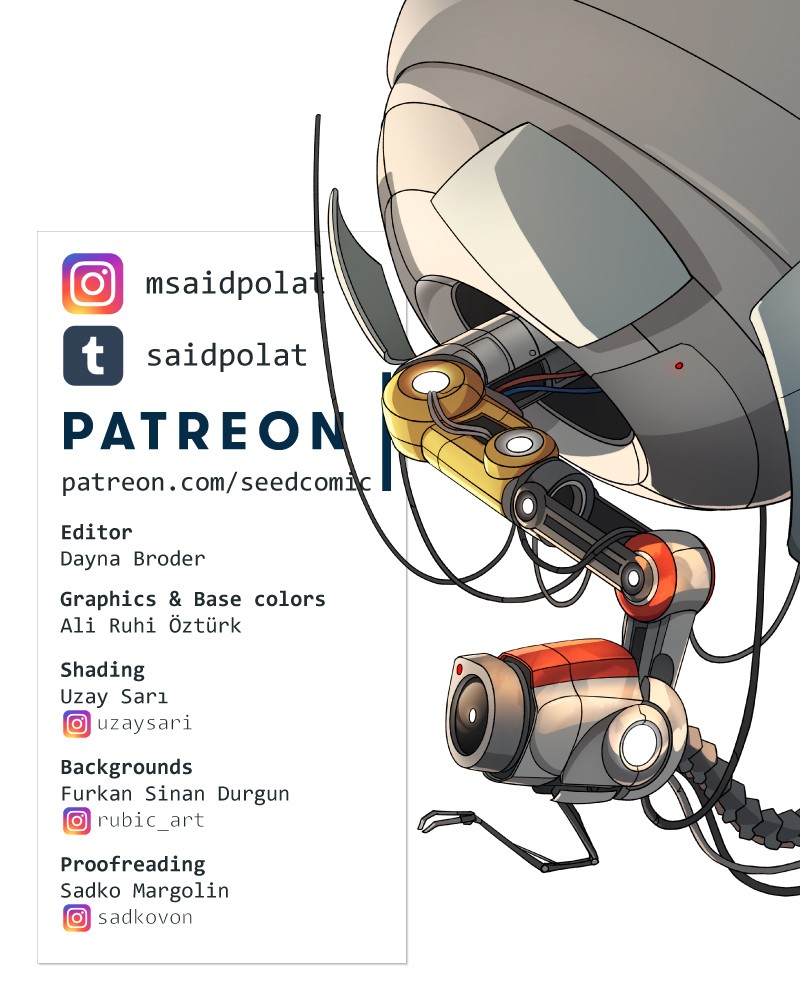 msaidpolat
saidpolat
PATREON
patreon.com/seedcomic
Editor
Dayna Broder
Graphics & Base colors
Ali Ruhi Öztürk
Shading
Uzay Sarı
uzaysari
Backgrounds
Furkan Sinan Durgun
rubic_art
Proofreading
Sadko Margolin
sadkovon